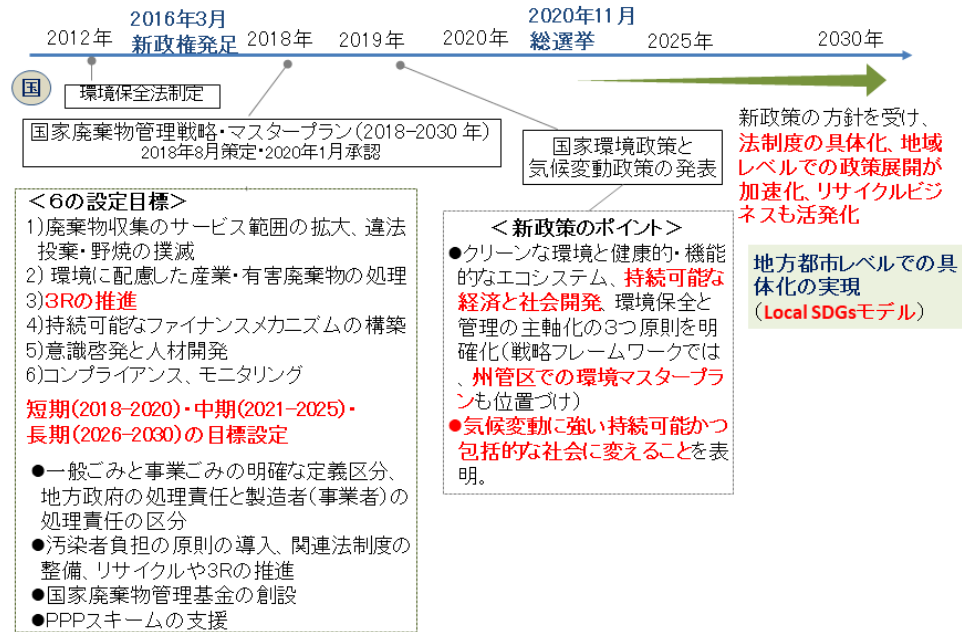 2012年
2016年3月
新政権発足
2018年
2019年
2020年
2020年11月
総選挙
2025年
2030年
国
環境保全法制定
国家廃棄物管理戦略・マスタープラン(2018-2030 年)
2018年8月策定・2020年1月承認
国家環境政策と
気候変動政策の発表
新政策の方針を受け、
法制度の具体化、地域
レベルでの政策展開が
加速化、リサイクルビジ
ネスも活発化
地方都市レベルでの具
体化の実現
(Local SDGsモデル)
<6の設定目標>
1)廃棄物収集のサービス範囲の拡大、違法
投棄・野焼の撲滅
2) 環境に配慮した産業・有害廃棄物の処理
3)3Rの推進
4)持続可能なファイナンスメカニズムの構築
5)意識啓発と人材開発
6)コンプライアンス、モニタリング
短期(2018-2020)・中期(2021-2025)・
長期(2026-2030)の目標設定
●一般ごみと事業ごみの明確な定義区分、
地方政府の処理責任と製造者(事業者)の
処理責任の区分
●汚染者負担の原則の導入、関連法制度の
整備、リサイクルや3Rの推進
●国家廃棄物管理基金の創設
●PPPスキームの支援
<新政策のポイント>
●クリーンな環境と健康的・機能
的なエコシステム、持続可能な
経済と社会開発、環境保全と
管理の主軸化の3つ原則を明
確化(戦略フレームワークでは
、州管区での環境マスタープラ
ンも位置づけ)
●気候変動に強い持続可能かつ
包括的な社会に変えることを表
明。